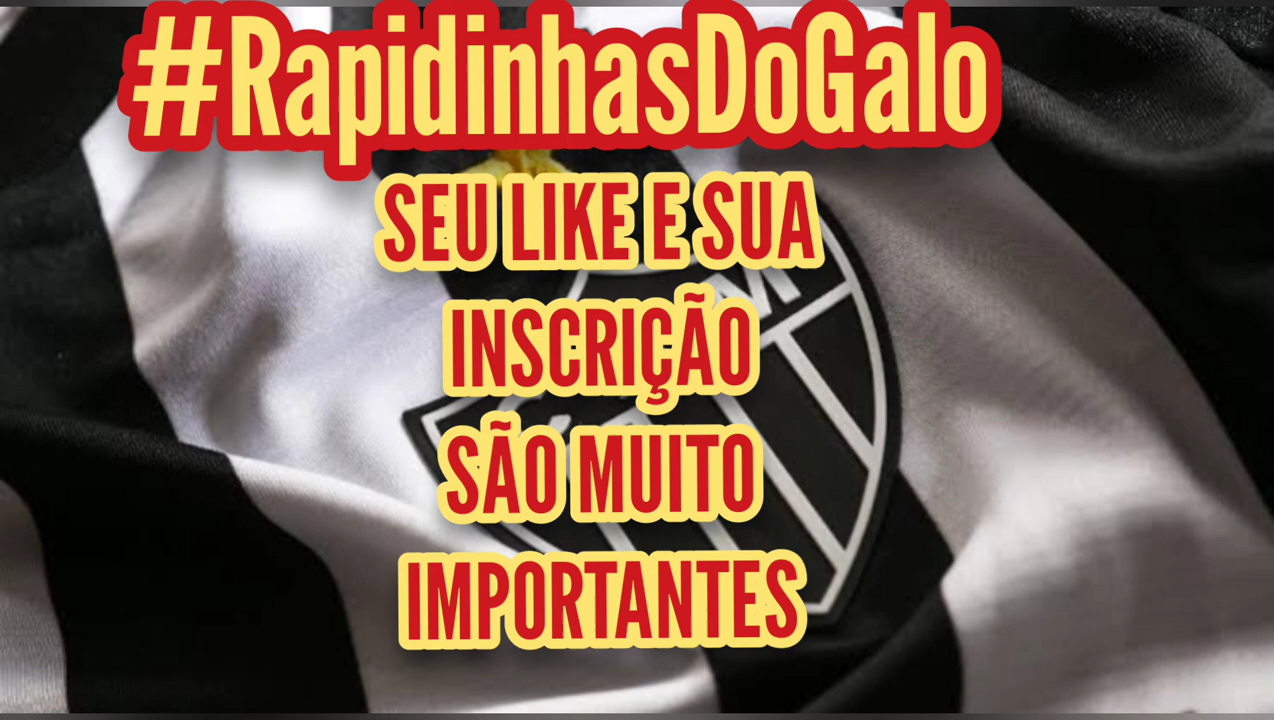 #RapidinhasDoGalo
SEU LIKE E SUA
INSCRIÇÃO
SÃO MUITO
IMPORTANTES